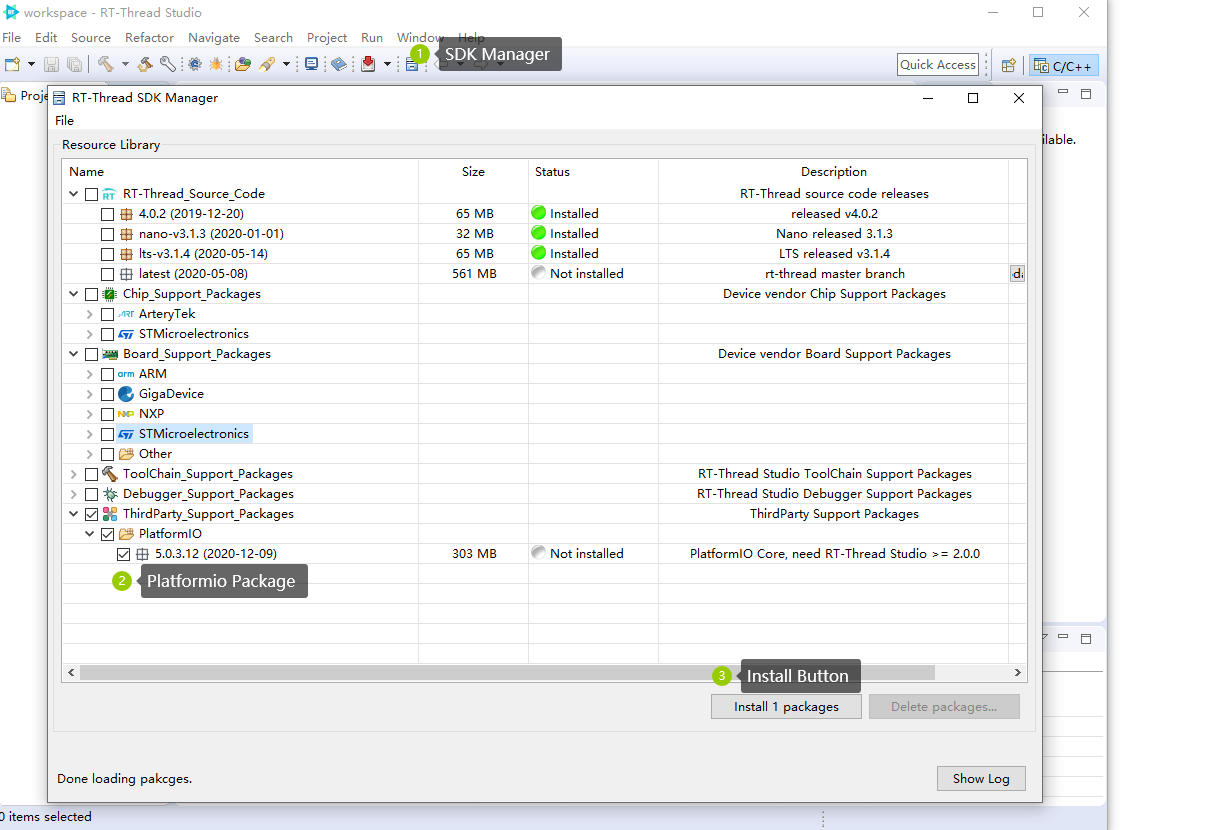 workspace - RT-Thread Studio
File Edit Source Refactor Navigate Search Project Run Window Help
1 SDK Manager
Quick Access
C/C++
Proje
RT-Thread SDK Manager
File
ilable.
Resource Library
Name Size Status Description
RT-Thread_Source_Code RT-Thread source code releases
4.0.2 (2019-12-20) 65 MB Installed released v4.0.2
nano-v3.1.3 (2020-01-01) 32 MB Installed Nano released 3.1.3
lts-v3.1.4 (2020-05-14) 65 MB Installed LTS released v3.1.4
latest (2020-05-08) 561 MB Not installed rt-thread master branch
Chip_Support_Packages Device vendor Chip Support Packages
ArteryTek
STMicroelectronics
Board_Support_Packages Device vendor Board Support Packages
arm ARM
GigaDevice
NXP NXP
STMicroelectronics
Other
ToolChain_Support_Packages RT-Thread Studio ToolChain Support Packages
Debugger_Support_Packages RT-Thread Studio Debugger Support Packages
ThirdParty_Support_Packages ThirdParty Support Packages
PlatformIO
5.0.3.12 (2020-12-09) 303 MB Not installed PlatformIO Core, need RT-Thread Studio >= 2.0.0
2 Platformio Package
3 Install Button
Install 1 packages Delete packages...
Done loading pakcges.
Show Log
0 items selected